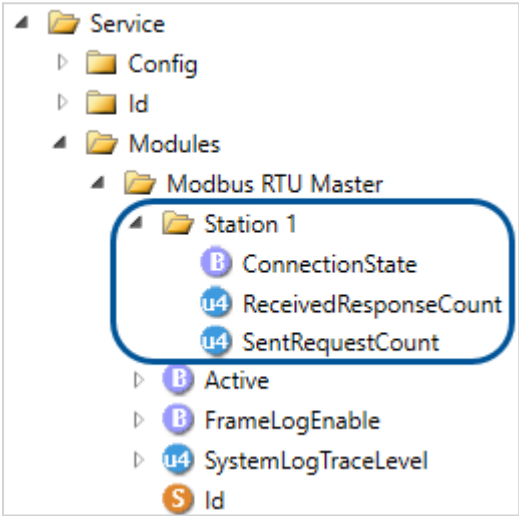 Service
Config
Id
Modules
Modbus RTU Master
Station 1
B ConnectionState
u4 ReceivedResponseCount
u4 SentRequestCount
B Active
B FrameLogEnable
u4 SystemLogTraceLevel
S Id